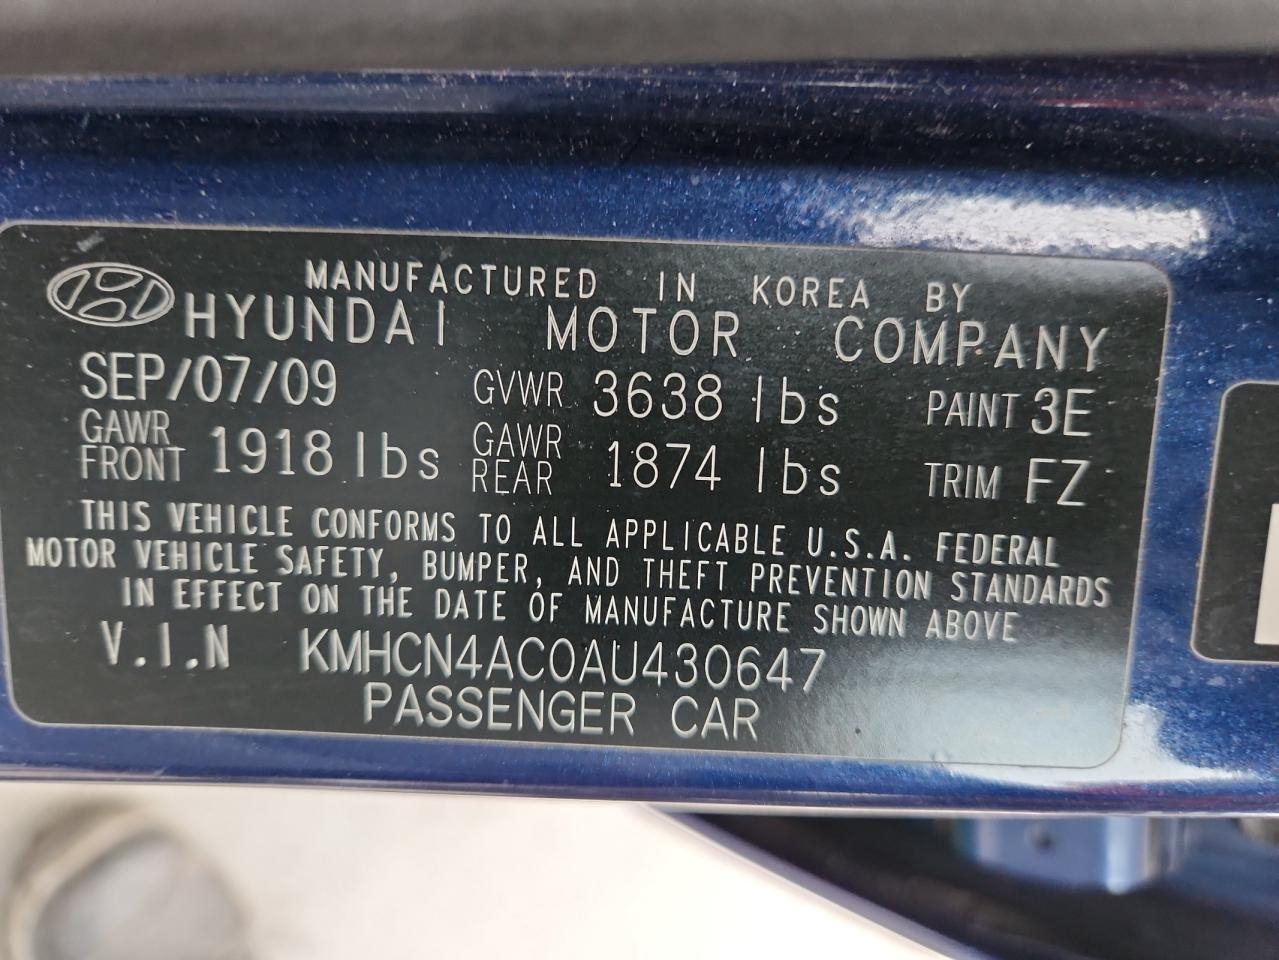 MANUFACTURED IN KOREA BY
HYUNDAI MOTOR COMPANY
SEP/07/09 GVWR 3638 lbs PAINT 3E
GAWR FRONT 1918 lbs GAWR REAR 1874 lbs TRIM FZ
THIS VEHICLE CONFORMS TO ALL APPLICABLE U.S.A. FEDERAL
MOTOR VEHICLE SAFETY, BUMPER, AND THEFT PREVENTION STANDARDS
IN EFFECT ON THE DATE OF MANUFACTURE SHOWN ABOVE
V.I.N KMHCN4AC0AU430647
PASSENGER CAR